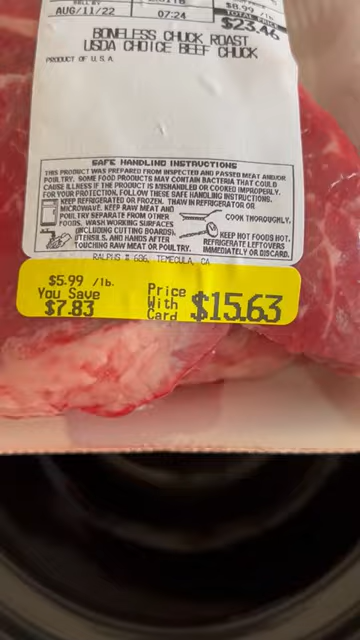 SELL BY
AUG/11/22 07:24 $8.99 /lb
TOTAL PRICE
$23.46
BONELESS CHUCK ROAST
USDA CHOICE BEEF CHUCK
PRODUCT OF U.S.A.
SAFE HANDLING INSTRUCTIONS
THIS PRODUCT WAS PREPARED FROM INSPECTED AND PASSED MEAT AND/OR
POULTRY. SOME FOOD PRODUCTS MAY CONTAIN BACTERIA THAT COULD
CAUSE ILLNESS IF THE PRODUCT IS MISHANDLED OR COOKED IMPROPERLY.
FOR YOUR PROTECTION, FOLLOW THESE SAFE HANDLING INSTRUCTIONS.
KEEP REFRIGERATED OR FROZEN. THAW IN REFRIGERATOR OR
MICROWAVE.
KEEP RAW MEAT AND
POULTRY SEPARATE FROM OTHER
FOODS. WASH WORKING SURFACES
(INCLUDING CUTTING BOARDS),
UTENSILS, AND HANDS AFTER
TOUCHING RAW MEAT OR POULTRY.
COOK THOROUGHLY.
KEEP HOT FOODS HOT.
REFRIGERATE LEFTOVERS
IMMEDIATELY OR DISCARD.
RALPHS # 686, TEMECULA, CA
$5.99 /lb.
You Save
$7.83
Price
With
Card
$15.63